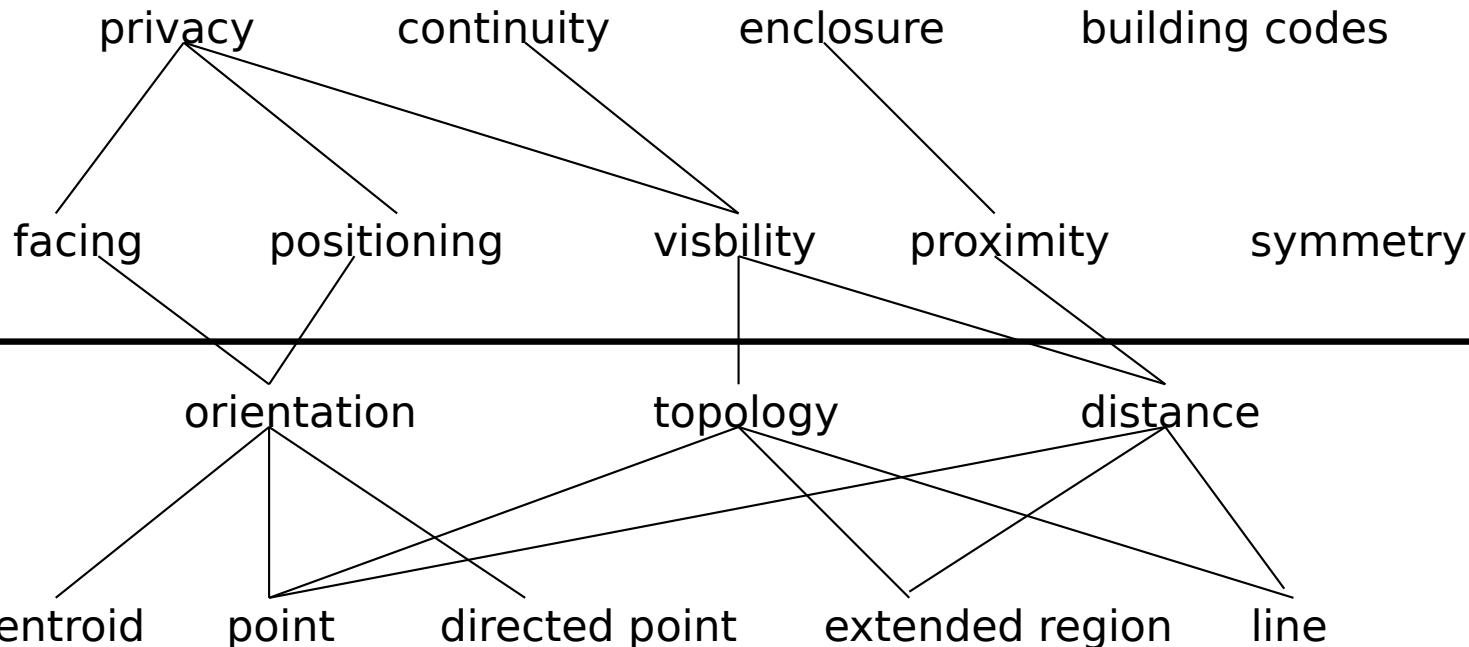 privacy continuity enclosure building codes
facing positioning visbility proximity symmetry
orientation topology distance
entroid point directed point extended region line